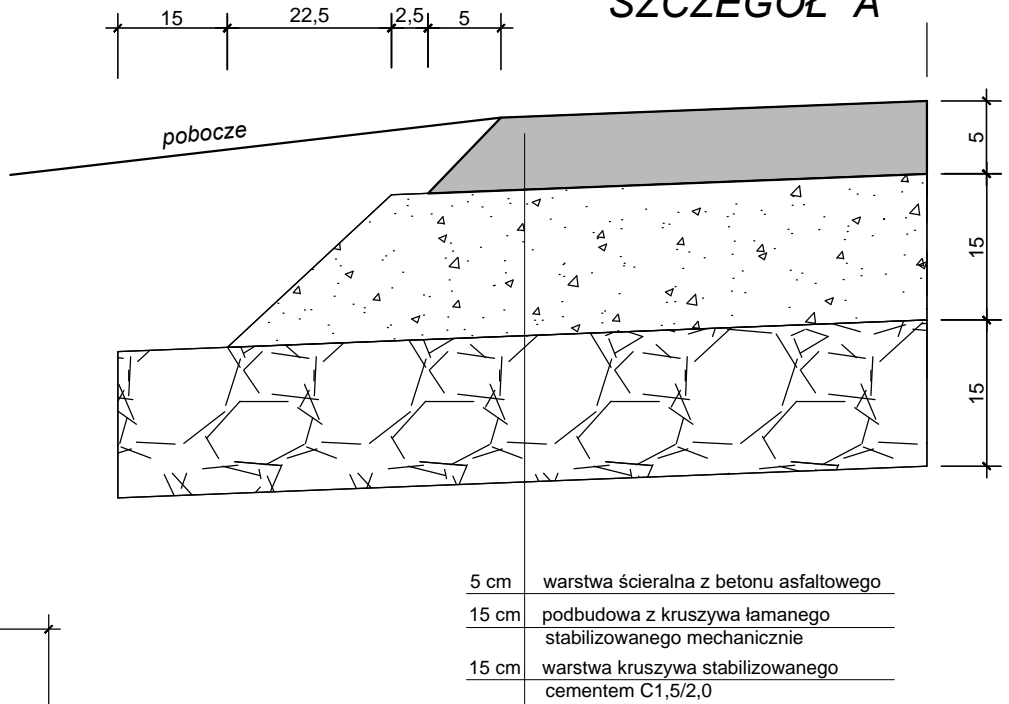 SZCZEGÓŁ "A"
15 22,5 2,5 5
pobocze
5
15
15
5 cm warstwa ścieralna z betonu asfaltowego
15 cm podbudowa z kruszywa łamanego
stabilizowanego mechanicznie
15 cm warstwa kruszywa stabilizowanego
cementem C1,5/2,0